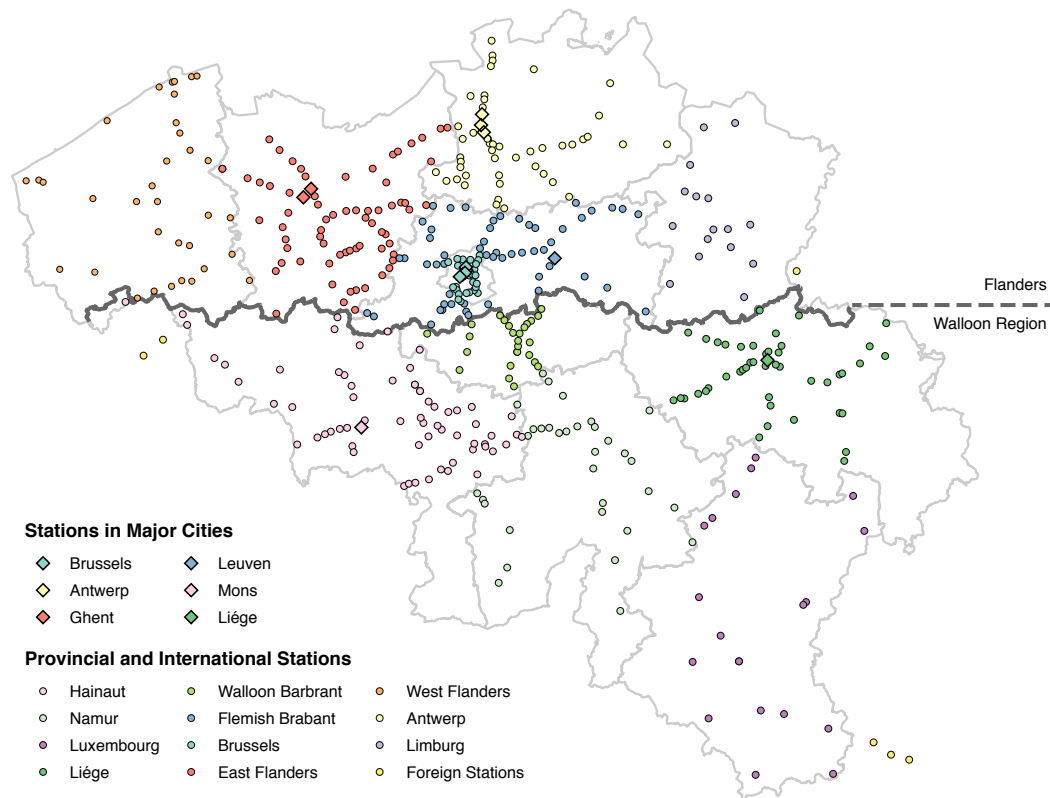 Flanders
Walloon Region
Stations in Major Cities
Brussels
Leuven
Antwerp
Mons
Ghent
Liége
Provincial and International Stations
Hainaut
Walloon Barbrant
West Flanders
Namur
Flemish Brabant
Antwerp
Luxembourg
Brussels
Limburg
Liége
East Flanders
Foreign Stations